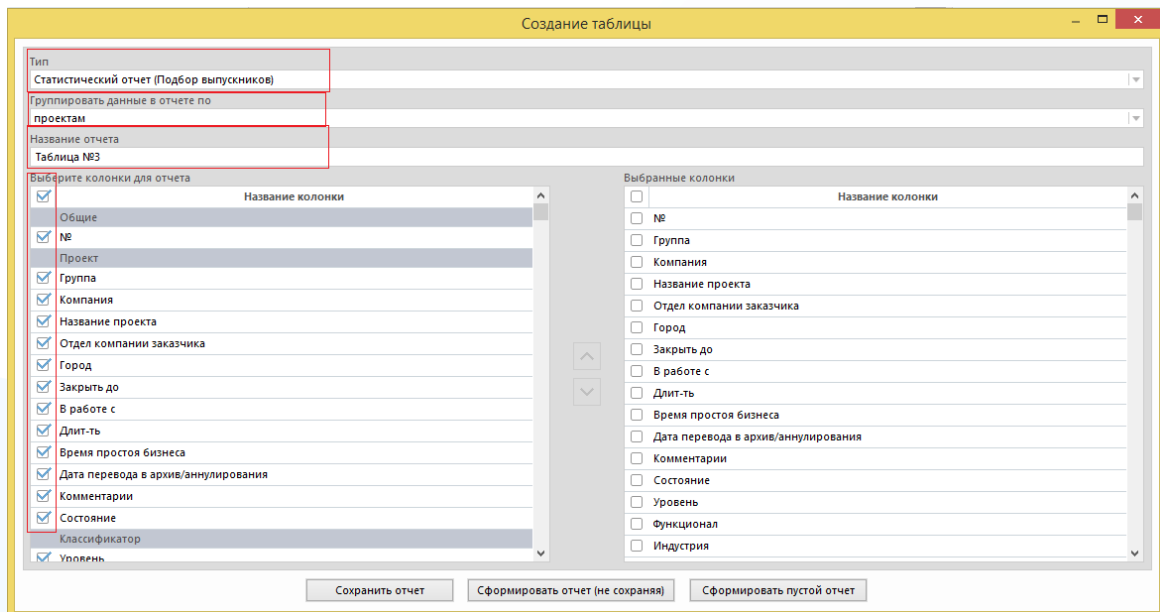 Создание таблицы
Тип
Статистический отчет (Подбор выпускников)
Группировать данные в отчете по
проектам
Название отчета
Таблица №3
Выберите колонки для отчета
Название колонки
Общие
№
Проект
Группа
Компания
Название проекта
Отдел компании заказчика
Город
Закрыть до
В работе с
Длит-ть
Время простоя бизнеса
Дата перевода в архив/аннулирования
Комментарии
Состояние
Классификатор
Уровень
Выбранные колонки
Название колонки
№
Группа
Компания
Название проекта
Отдел компании заказчика
Город
Закрыть до
В работе с
Длит-ть
Время простоя бизнеса
Дата перевода в архив/аннулирования
Комментарии
Состояние
Уровень
Функционал
Индустрия
Сохранить отчет
Сформировать отчет (не сохраняя)
Сформировать пустой отчет